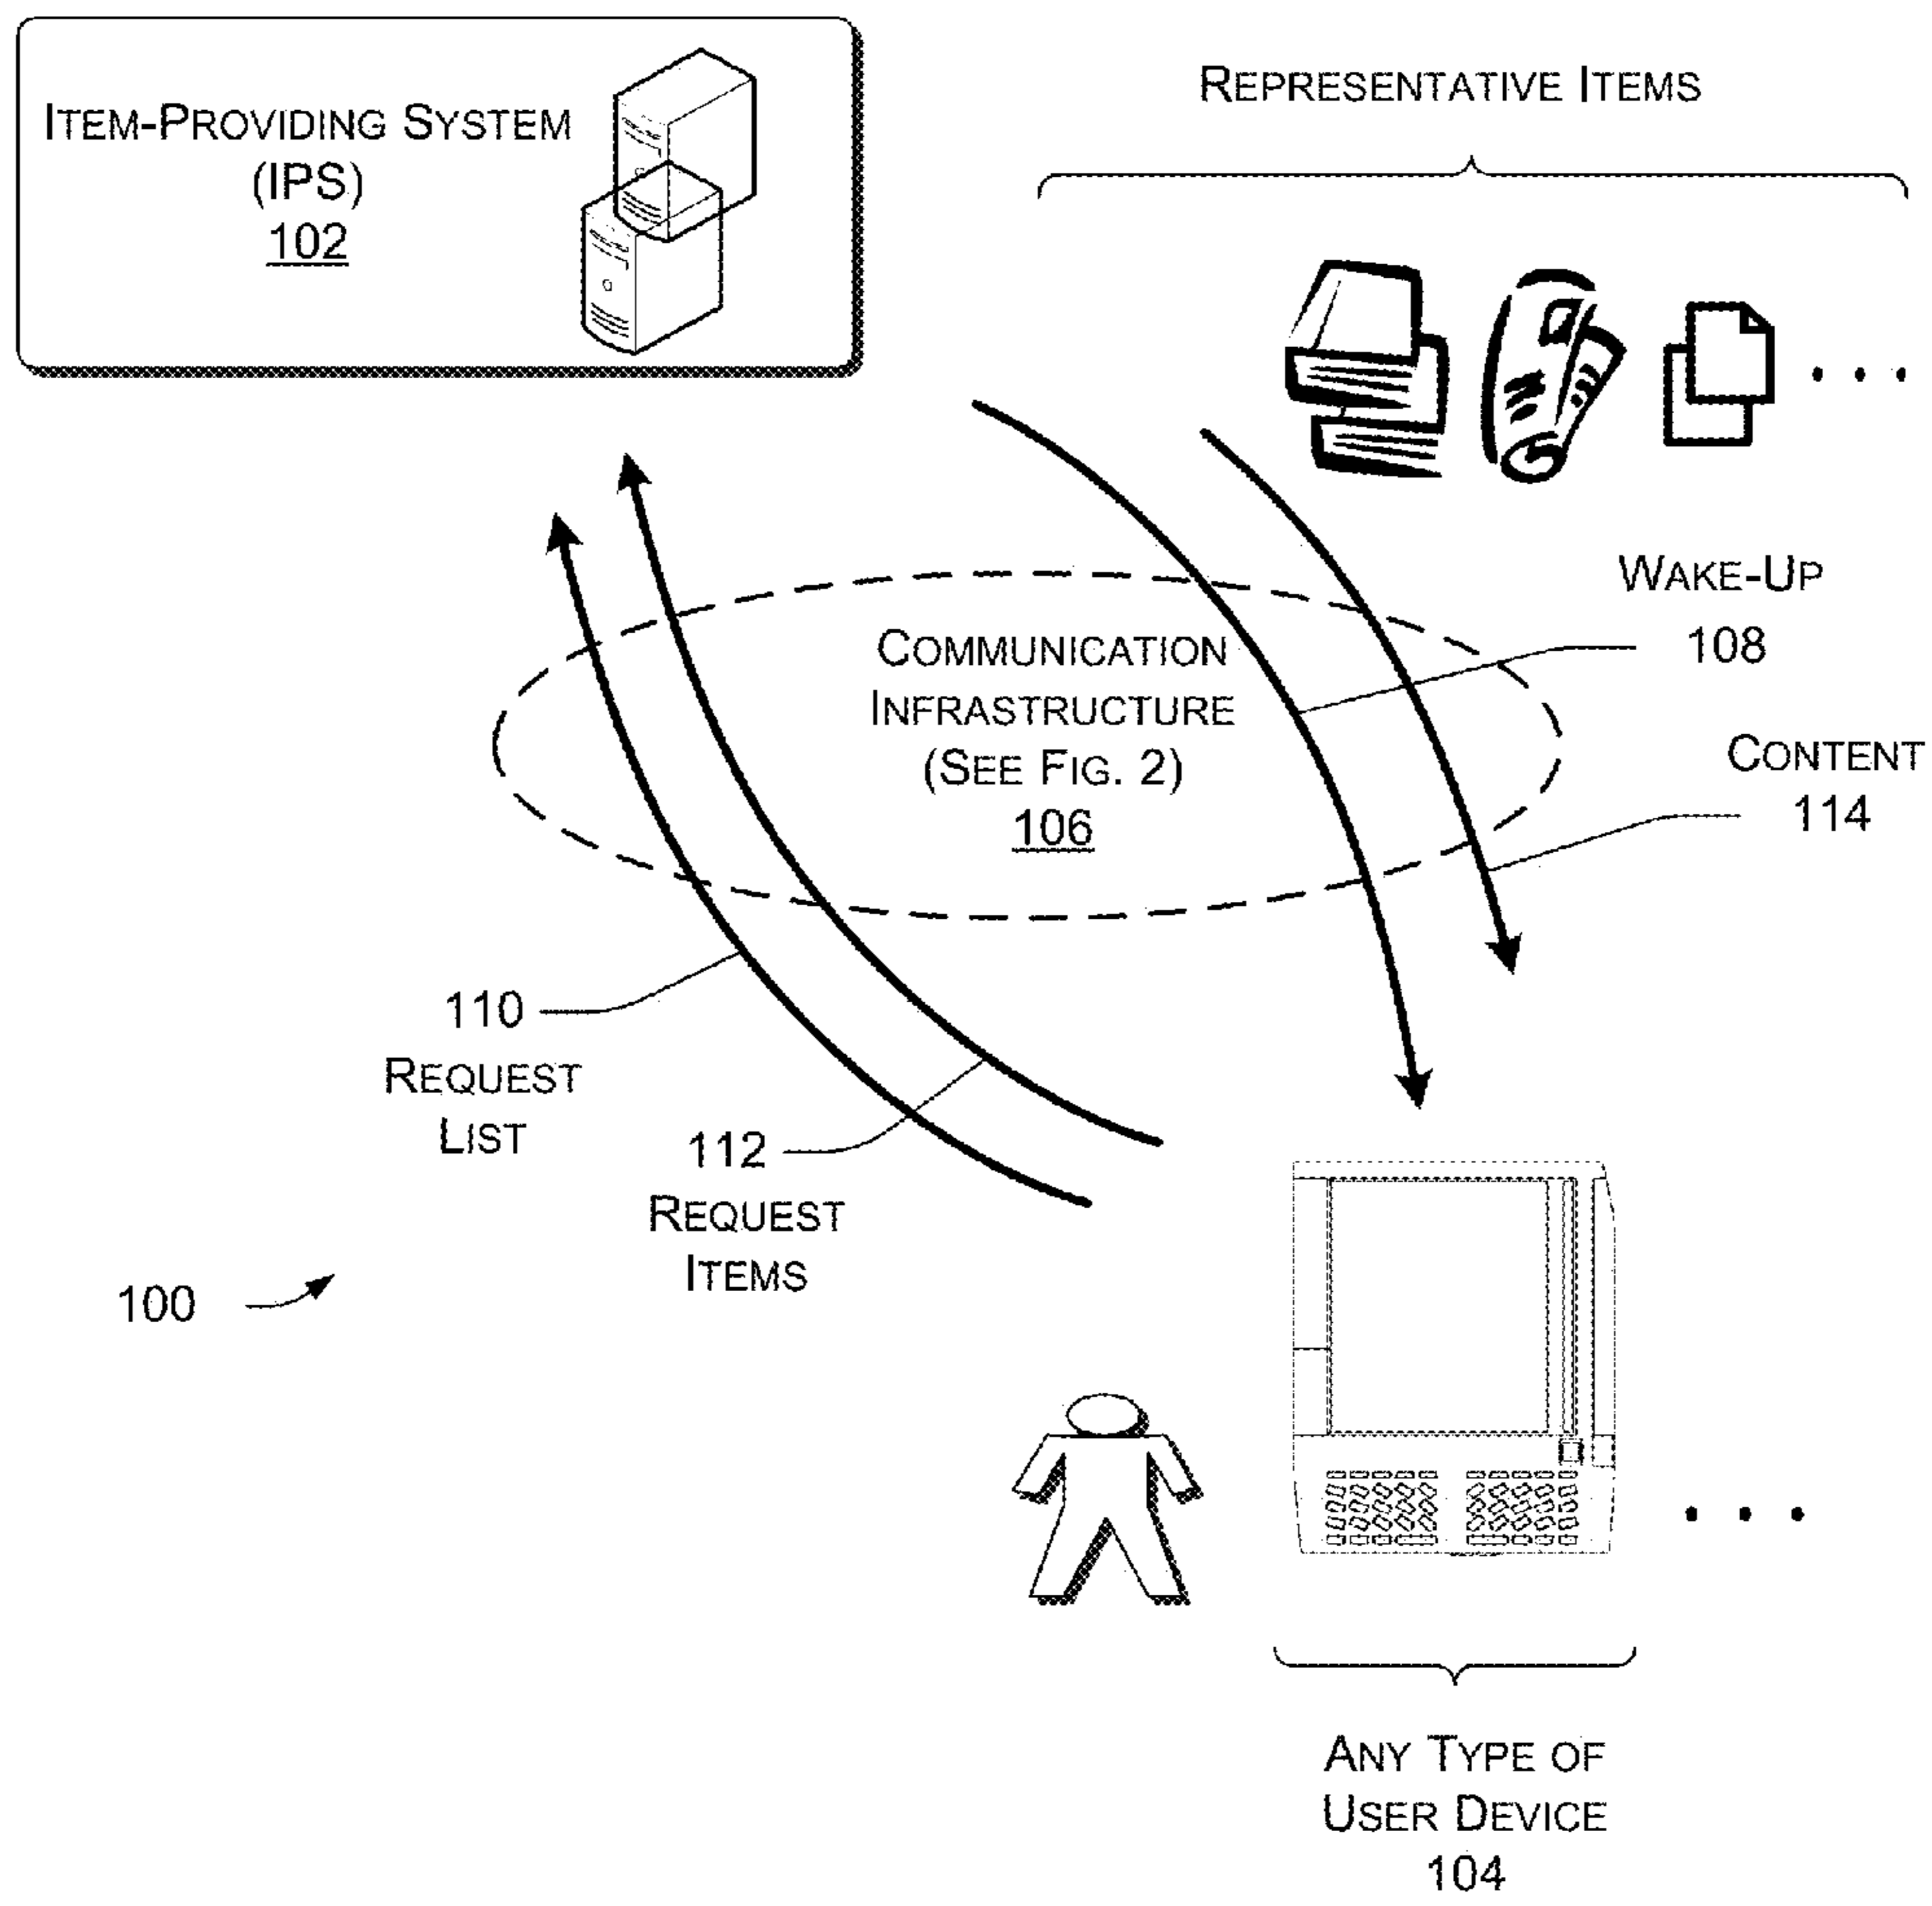 ITEM-PROVIDING SYSTEM
(IPS)
102
REPRESENTATIVE ITEMS
WAKE-UP
108
COMMUNICATION
INFRASTRUCTURE
(SEE FIG. 2)
106
CONTENT
114
110
REQUEST
LIST
112
REQUEST
ITEMS
100
ANY TYPE OF
USER DEVICE
104